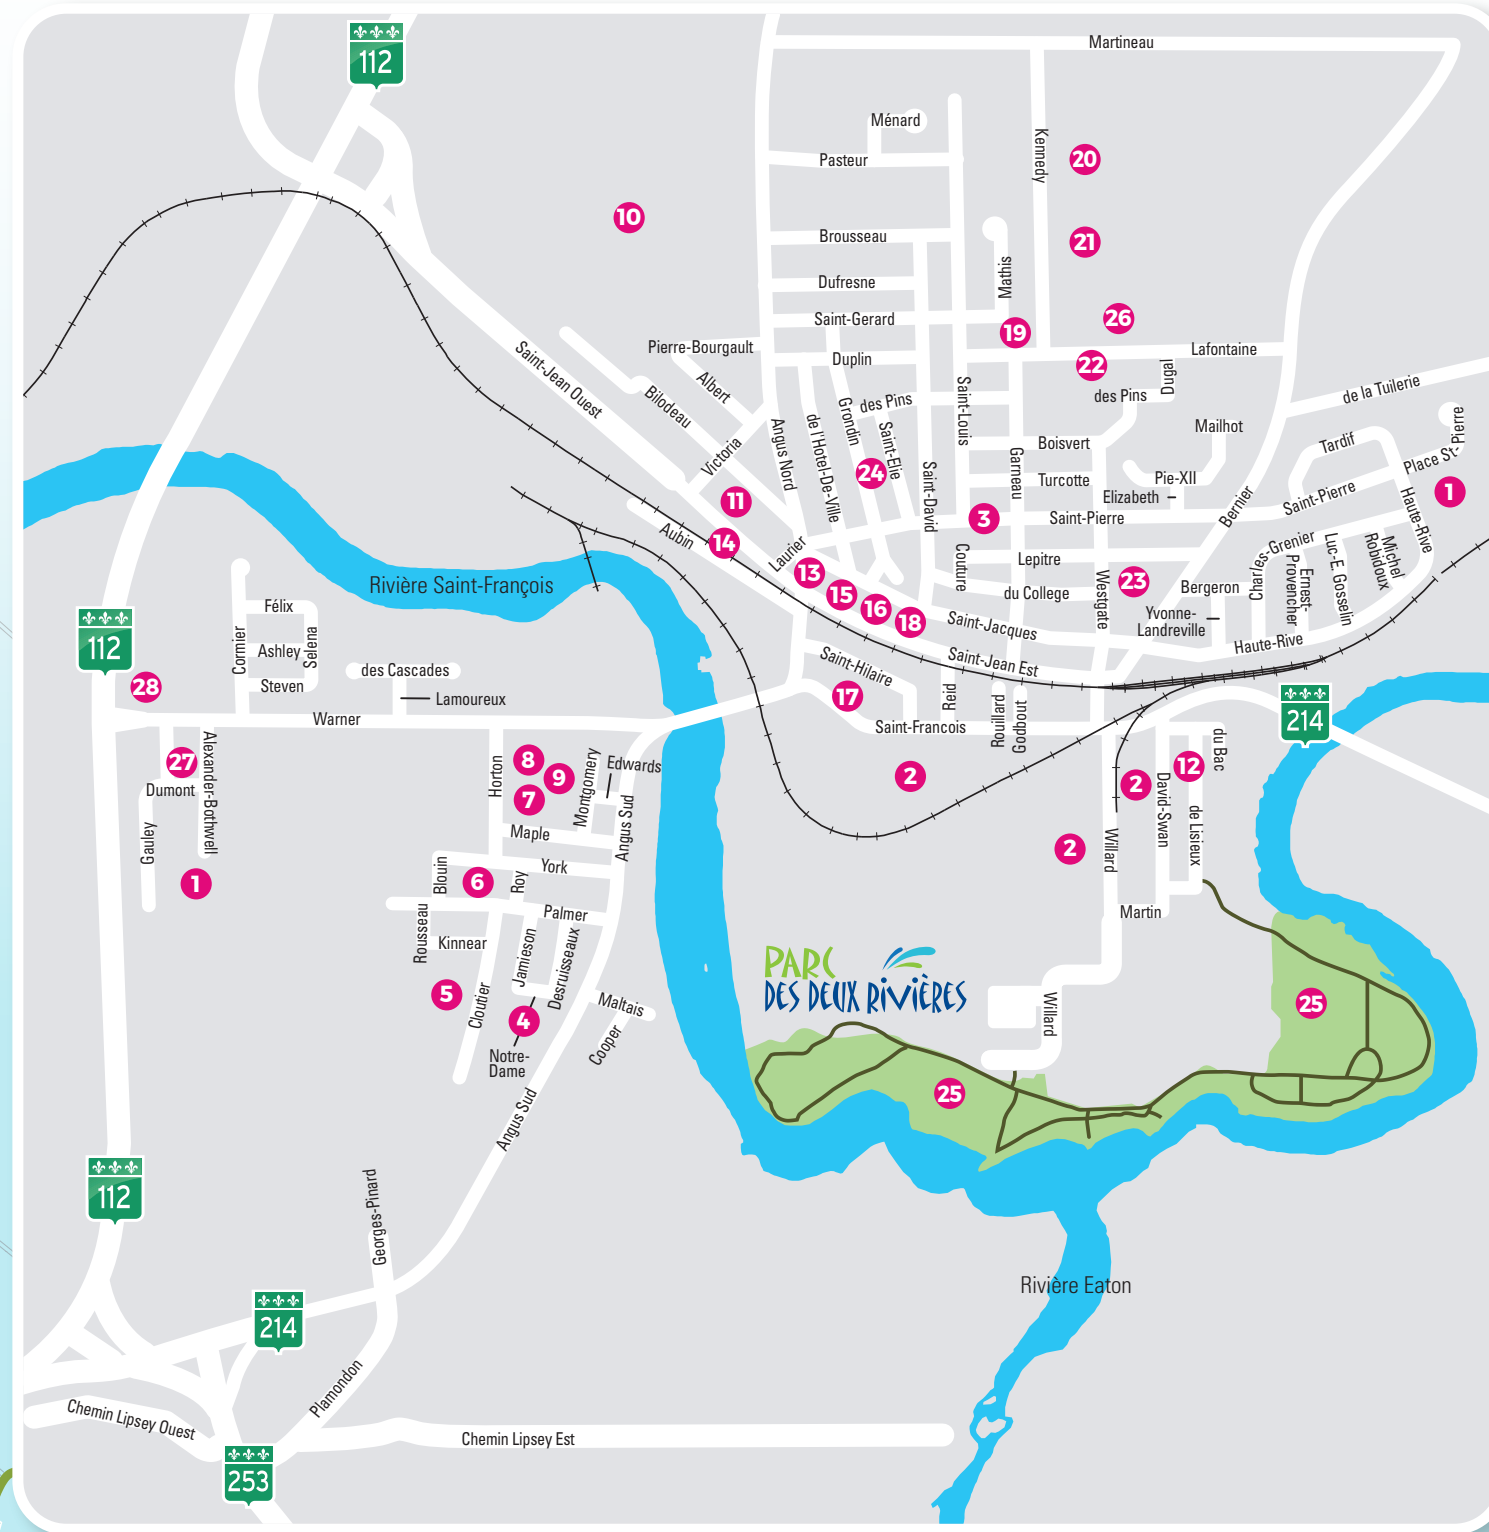 112
Martineau
Ménard
Kennedy
20
Pasteur
10
Brousseau
21
Mathis
Dufresne
Saint-Gerard
26
19
Pierre-Bourgault
Duplin
Lafontaine
22
Dugal
Saint-Jean Ouest
Albert
Bilodeau
des Pins
des Pins
de la Tuilerie
Saint-Louis
Grondin
Mailhot
Place St-Pierre
Tardif
Victoria
Angus Nord
de l'Hotel-De-Ville
Saint-Elie
Boisvert
Garneau
24
Turcotte
Pie-XII
Elizabeth
Saint-Pierre
1
11
Saint-David
3
Saint-Pierre
Bernier
Haute-Rive
Aubin
14
Laurier
Couture
Lepitre
Charles-Grenier
Luc-E. Gosselin
Michel
Robidoux
Ernest-
Provencher
Rivière Saint-François
13
15
16
18
du College
Westgate
23
Bergeron
Yvonne-
Landreville
Saint-Jacques
Haute-Rive
Félix
Cormier
Selena
Ashley
Steven
112
28
des Cascades
Lamoureux
Saint-Hilaire
Saint-Jean Est
17
Reid
Rouillard
Godbout
214
Warner
Saint-Francois
du Bac
27
Alexander-Bothwell
Dumont
Gauley
1
Horton
8
9
7
Montgomery
Edwards
Angus Sud
2
2
12
David-Swan
de Lisieux
Maple
2
Willard
Blouin
York
6
Roy
Rousseau
Palmer
Martin
Kinnear
Jamieson
Desruisseaux
PARC
DES DEUX RIVIÈRES
5
Cloutier
4
Maltais
Cooper
Willard
25
Notre-
Dame
25
Angus Sud
112
Georges-Pinard
Rivière Eaton
214
Plamondon
Chemin Lipsey Ouest
Chemin Lipsey Est
253